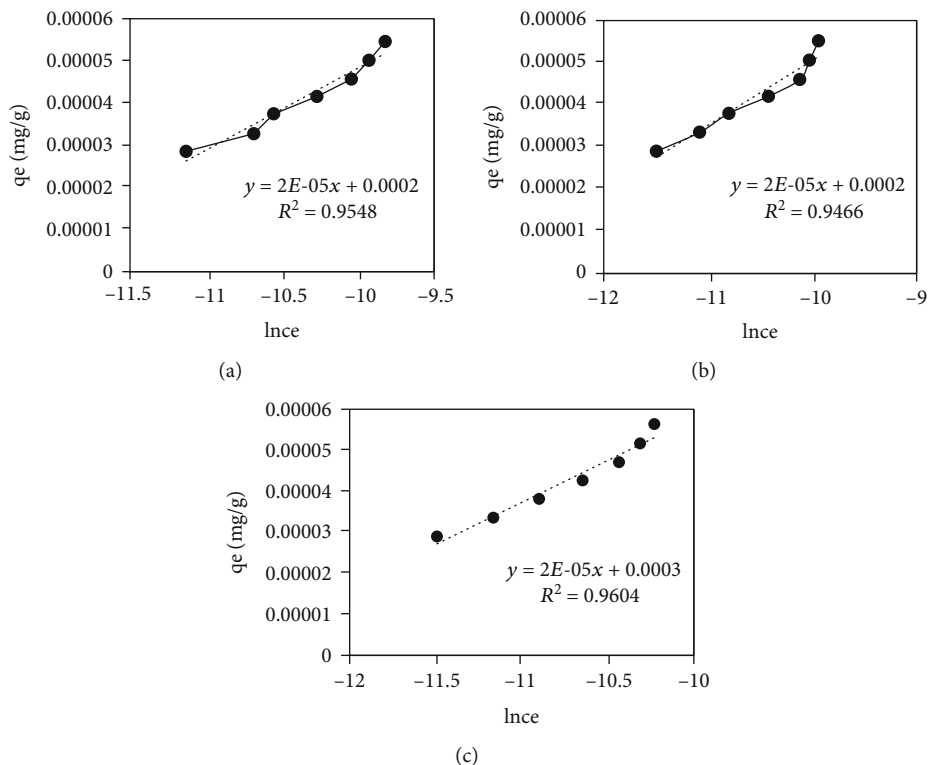 0.00006
0.00005
0.00004
0.00003
0.00002
0.00001
0
qe (mg/g)
y = 2E-05x + 0.0002
R² = 0.9548
–11.5
–11
–10.5
–10
–9.5
lnce
(a)
0.00006
0.00005
0.00004
0.00003
0.00002
0.00001
0
qe (mg/g)
y = 2E-05x + 0.0002
R² = 0.9466
–12
–11
–10
–9
lnce
(b)
0.00006
0.00005
0.00004
0.00003
0.00002
0.00001
0
qe (mg/g)
y = 2E-05x + 0.0003
R² = 0.9604
–12
–11.5
–11
–10.5
–10
lnce
(c)